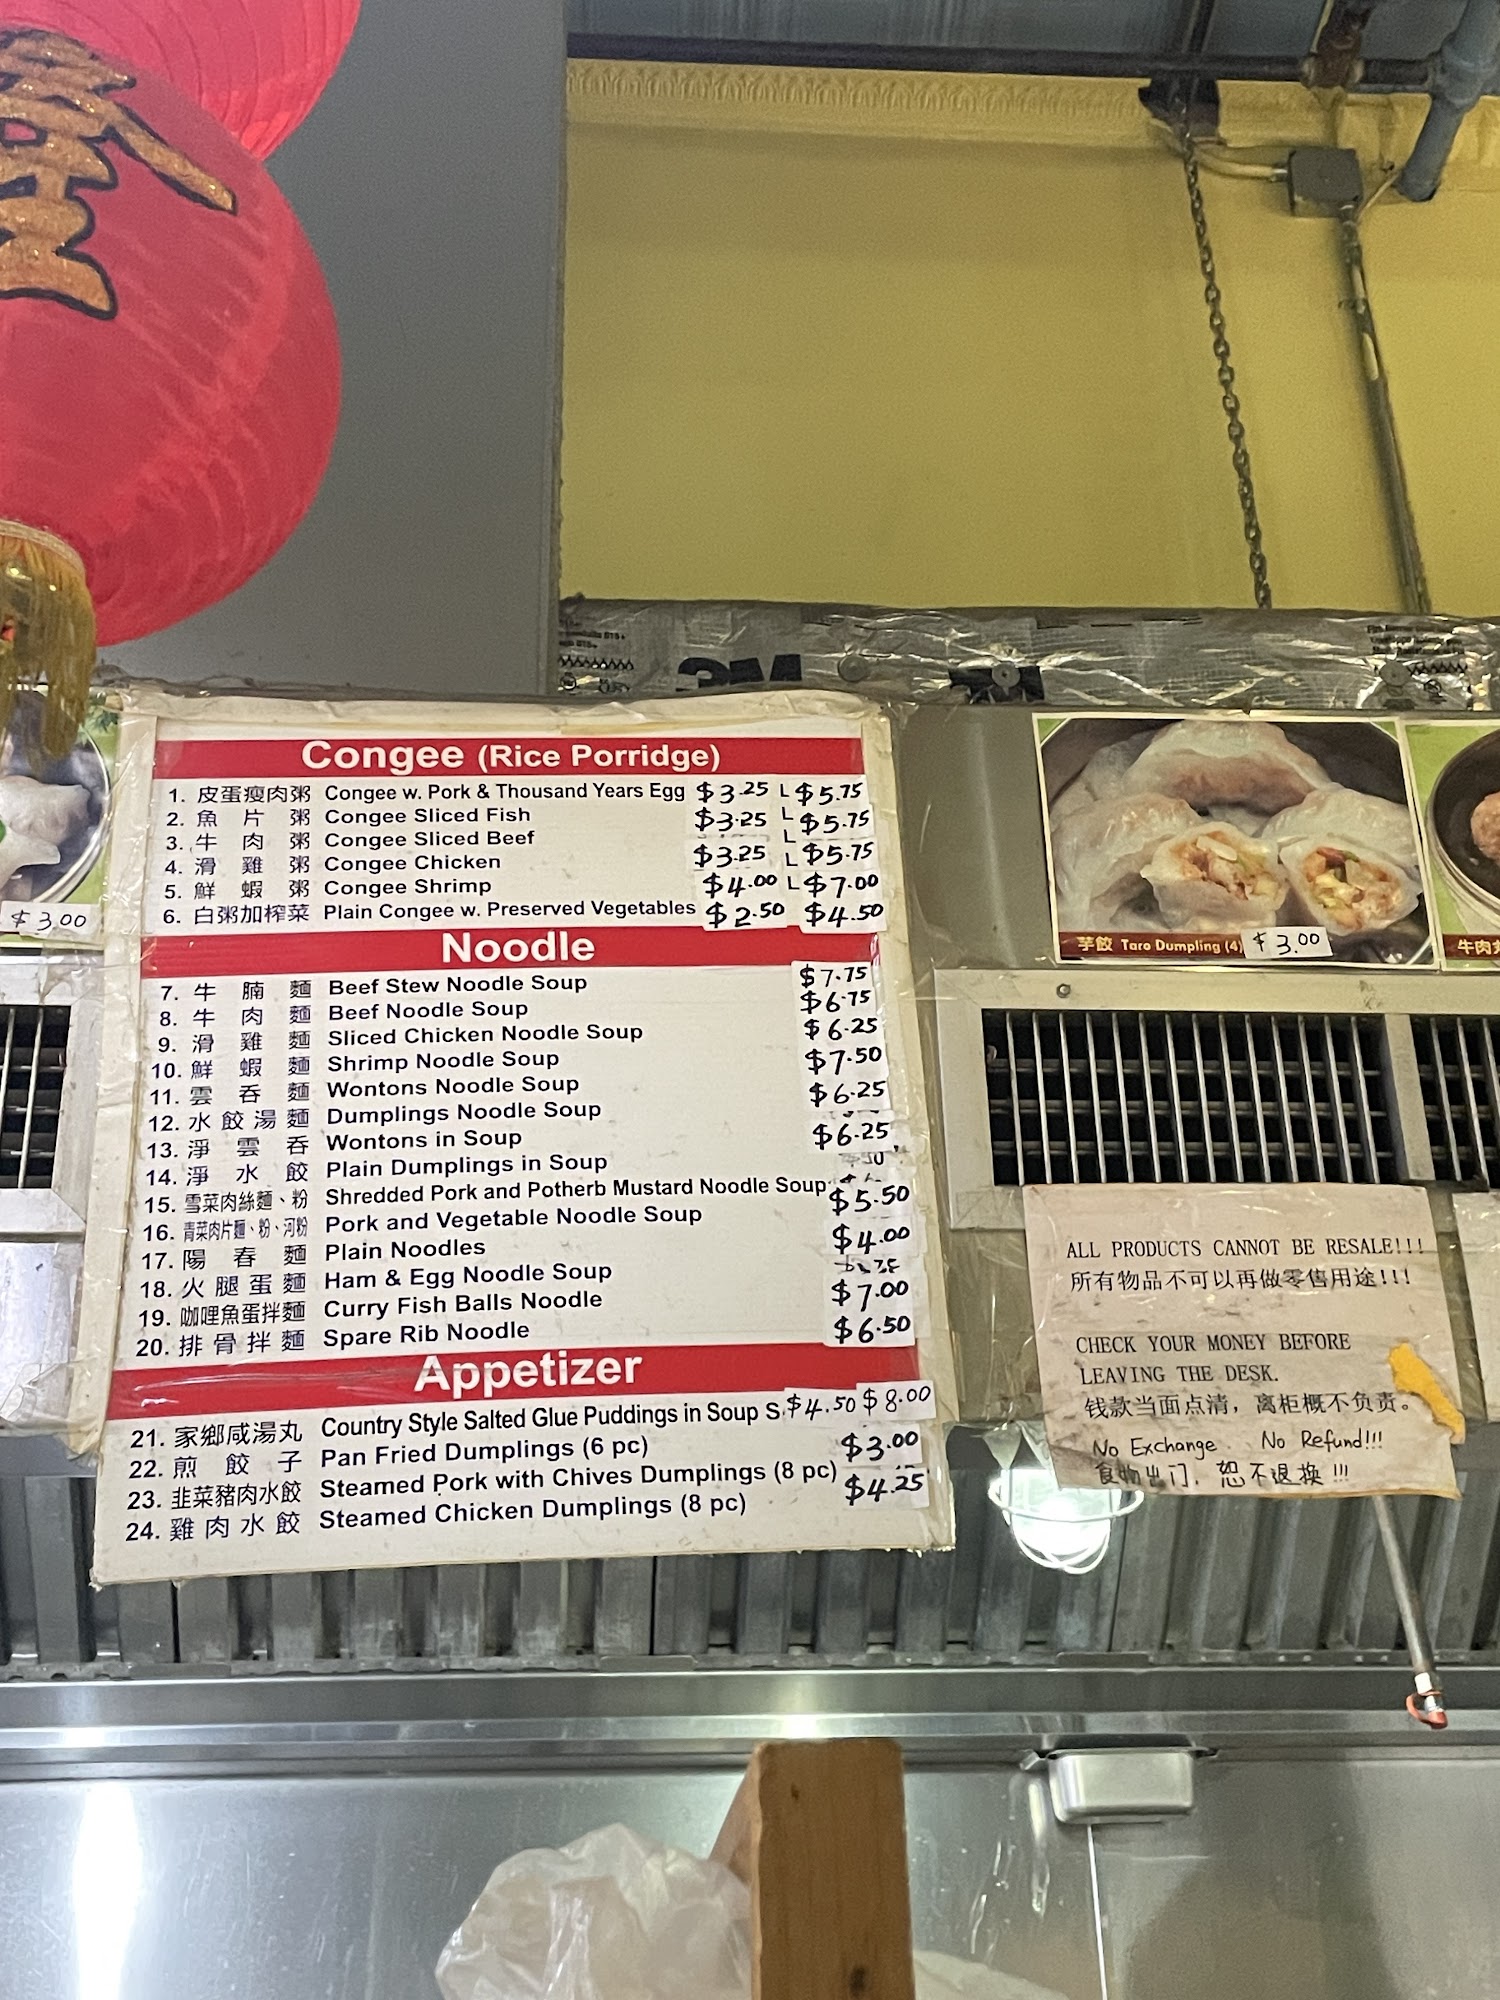 3M
Congee (Rice Porridge)
1. 皮蛋瘦肉粥 Congee w. Pork & Thousand Years Egg $3.25 L $5.75
2. 魚片粥 Congee Sliced Fish $3.25 L $5.75
3. 牛肉粥 Congee Sliced Beef L
4. 滑雞粥 Congee Chicken $3.25 L $5.75
5. 鮮蝦粥 Congee Shrimp $4.00 L $7.00
6. 白粥加榨菜 Plain Congee w. Preserved Vegetables $2.50 $4.50
Noodle
7. 牛腩麵 Beef Stew Noodle Soup $7.75
8. 牛肉麵 Beef Noodle Soup $6.75
9. 滑雞麵 Sliced Chicken Noodle Soup $6.25
10. 鮮蝦麵 Shrimp Noodle Soup $7.50
11. 雲吞麵 Wontons Noodle Soup $6.25
12. 水餃湯麵 Dumplings Noodle Soup
13. 淨雲吞 Wontons in Soup $6.25
14. 淨水餃 Plain Dumplings in Soup
15. 雪菜肉絲麵、粉 Shredded Pork and Potherb Mustard Noodle Soup $5.50
16. 青菜肉片麵、粉、河粉 Pork and Vegetable Noodle Soup
17. 陽春麵 Plain Noodles $4.00
18. 火腿蛋麵 Ham & Egg Noodle Soup
19. 咖哩魚蛋拌麵 Curry Fish Balls Noodle $7.00
20. 排骨拌麵 Spare Rib Noodle $6.50
Appetizer
21. 家鄉咸湯丸 Country Style Salted Glue Puddings in Soup S. $4.50 $8.00
22. 煎餃子 Pan Fried Dumplings (6 pc) $3.00
23. 韭菜豬肉水餃 Steamed Pork with Chives Dumplings (8 pc) $4.25
24. 雞肉水餃 Steamed Chicken Dumplings (8 pc)
$3.00
芋餃 Taro Dumpling (4) $3.00
牛肉
ALL PRODUCTS CANNOT BE RESALE!!!
所有物品不可以再做零售用途!!!
CHECK YOUR MONEY BEFORE
LEAVING THE DESK.
钱款当面点清，离柜概不负责。
No Exchange No Refund!!!
食物出门, 恕不退换!!!